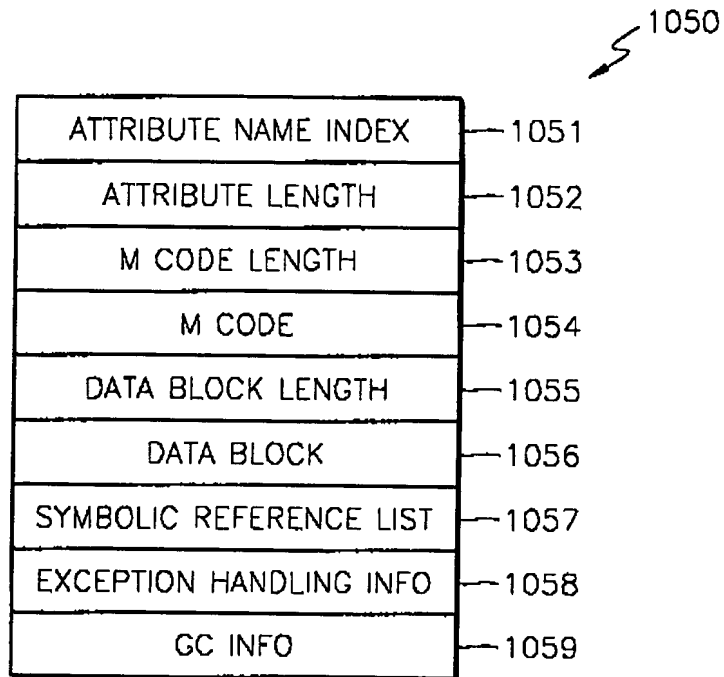 1050
ATTRIBUTE NAME INDEX 1051
ATTRIBUTE LENGTH 1052
M CODE LENGTH 1053
M CODE 1054
DATA BLOCK LENGTH 1055
DATA BLOCK 1056
SYMBOLIC REFERENCE LIST 1057
EXCEPTION HANDLING INFO 1058
GC INFO 1059